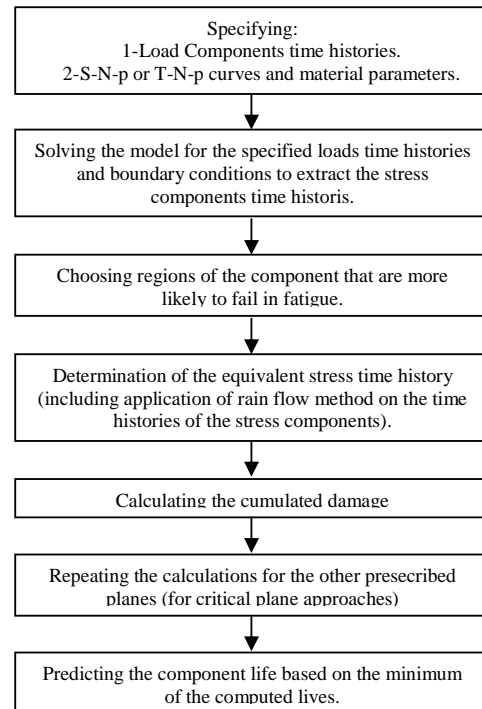 Specifying:
1-Load Components time histories.
2-S-N-p or T-N-p curves and material parameters.
Solving the model for the specified loads time histories
and boundary conditions to extract the stress
components time historis.
Choosing regions of the component that are more
likely to fail in fatigue.
Determination of the equivalent stress time history
(including application of rain flow method on the time
histories of the stress components).
Calculating the cumulated damage
Repeating the calculations for the other presecribed
planes (for critical plane approaches)
Predicting the component life based on the minimum
of the computed lives.